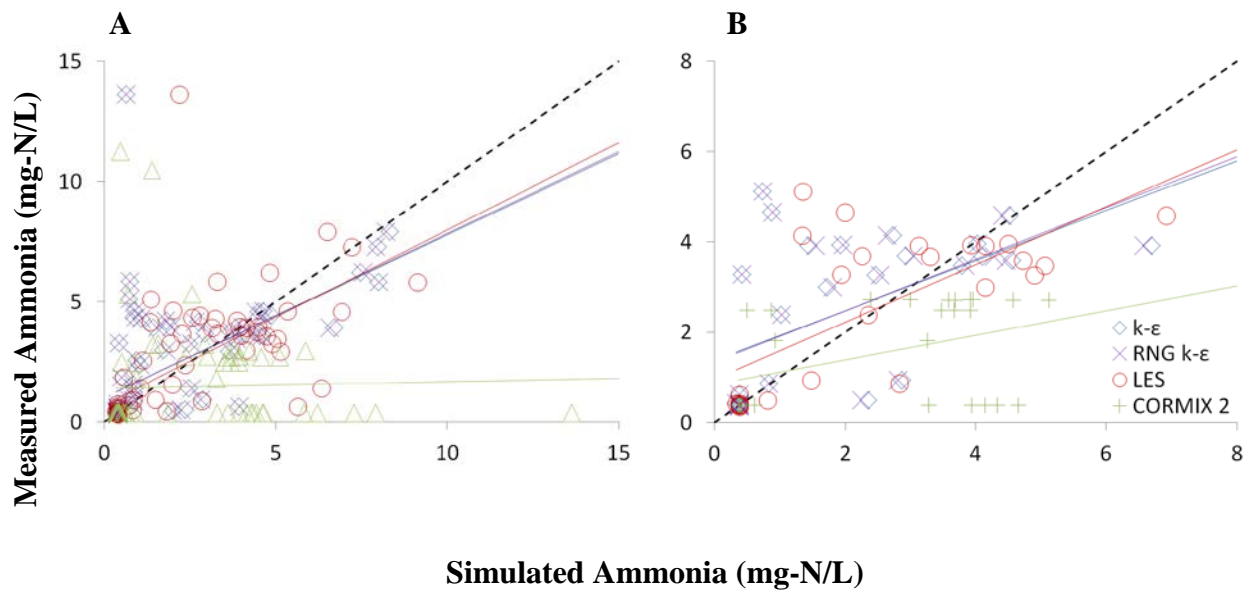 A
B
Measured Ammonia (mg-N/L)
15
10
5
0
0
5
10
15
8
6
4
2
0
0
2
4
6
8
k-ε
RNG k-ε
LES
CORMIX 2
Simulated Ammonia (mg-N/L)